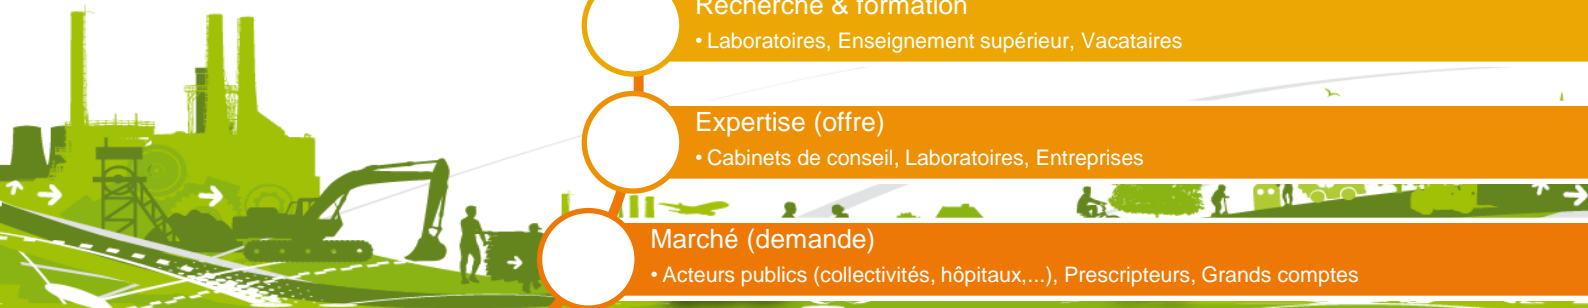 Recherche & formation
• Laboratoires, Enseignement supérieur, Vacataires
Expertise (offre)
• Cabinets de conseil, Laboratoires, Entreprises
Marché (demande)
• Acteurs publics (collectivités, hôpitaux,...), Prescripteurs, Grands comptes